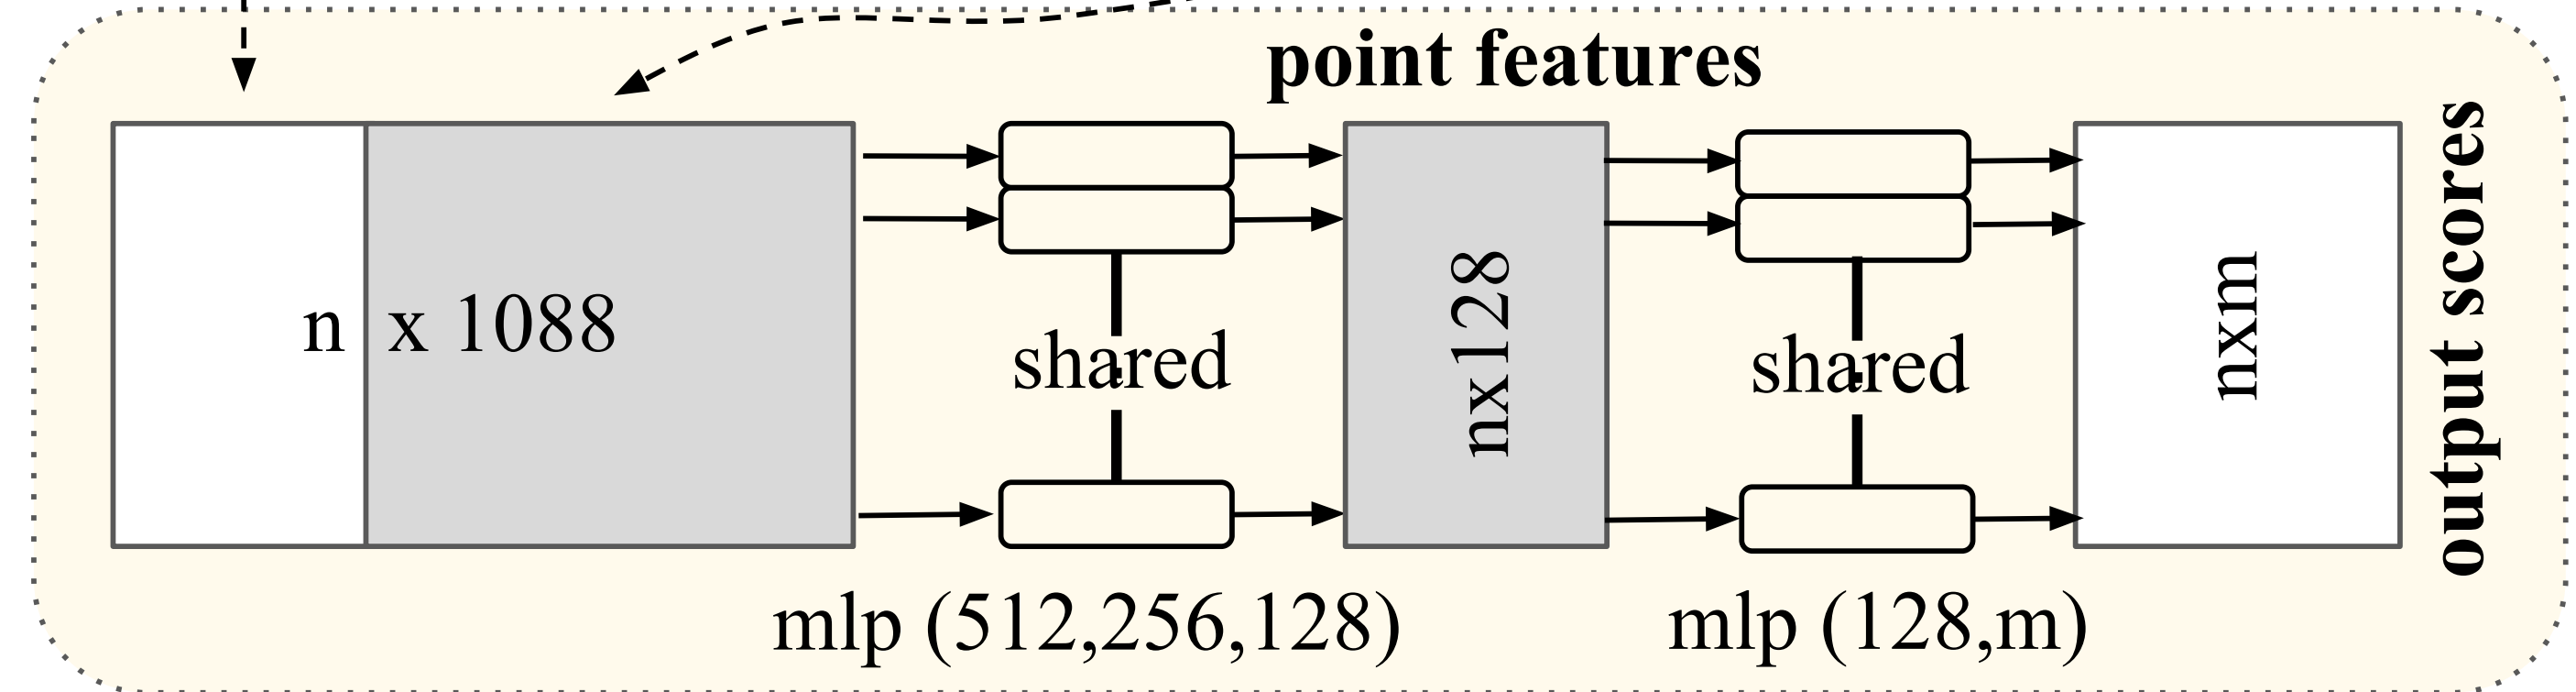 point features
n x 1088
shared
nx128
shared
nxm
output scores
mlp (512,256,128)
mlp (128,m)